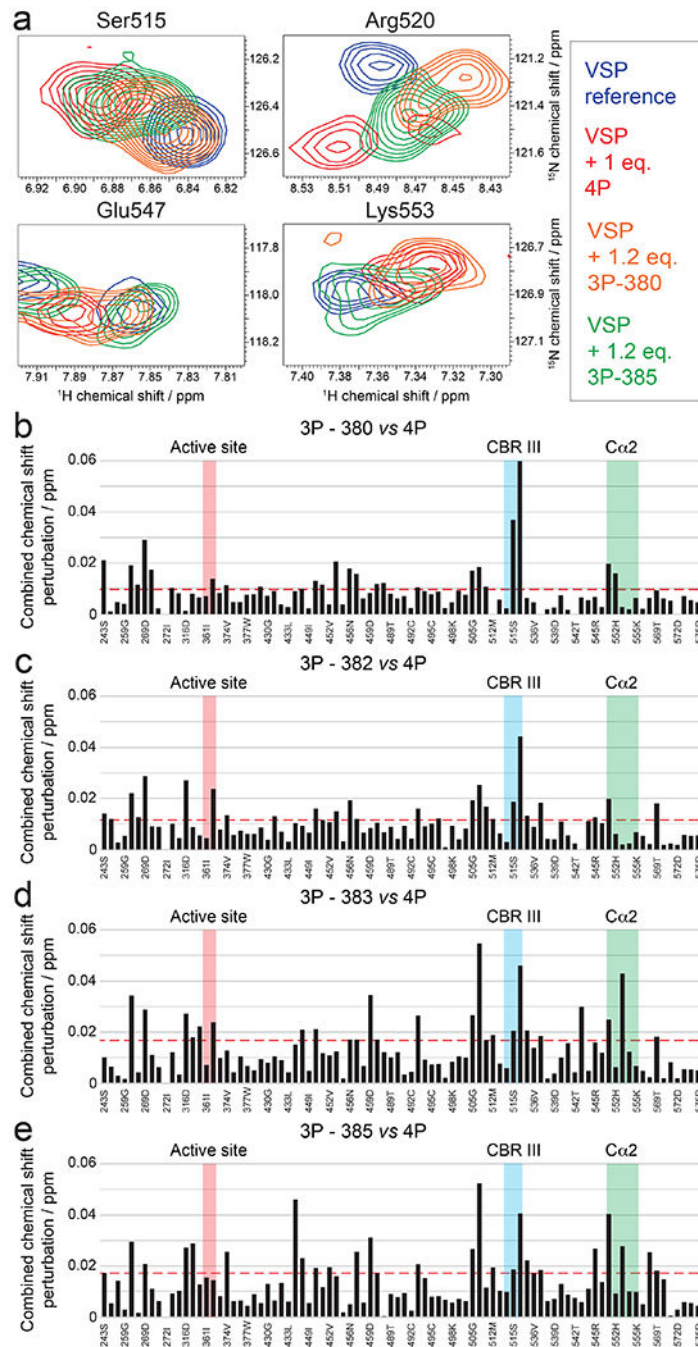 a
Ser515
Arg520
126.2
126.4
126.6
6.92 6.90 6.88 6.86 6.84 6.82
121.2
121.4
121.6
8.53 8.51 8.49 8.47 8.45 8.43
15N chemical shift / ppm
Glu547
Lys553
117.8
118.0
118.2
7.91 7.89 7.87 7.85 7.83 7.81
1H chemical shift / ppm
126.7
126.9
127.1
7.40 7.38 7.36 7.34 7.32 7.30
1H chemical shift / ppm
15N chemical shift / ppm
VSP
reference
VSP
+ 1 eq.
4P
VSP
+ 1.2 eq.
3P-380
VSP
+ 1.2 eq.
3P-385
b
3P - 380 vs 4P
Active site CBR III Cα2
Combined chemical shift
perturbation / ppm
0.06
0.04
0.02
0
243S 259G 269D 272I 316D 361I 374V 377W 430G 433L 449I 452V 456N 459D 489T 492C 495C 498K 505G 512M 515S 536V 539D 542T 545R 552H 555K 569T 572D
c
3P - 382 vs 4P
Active site CBR III Cα2
Combined chemical shift
perturbation / ppm
0.06
0.04
0.02
0
243S 259G 269D 272I 316D 361I 374V 377W 430G 433L 449I 452V 456N 459D 489T 492C 495C 498K 505G 512M 515S 536V 539D 542T 545R 552H 555K 569T 572D
d
3P - 383 vs 4P
Active site CBR III Cα2
Combined chemical shift
perturbation / ppm
0.06
0.04
0.02
0
243S 259G 269D 272I 316D 361I 374V 377W 430G 433L 449I 452V 456N 459D 489T 492C 495C 498K 505G 512M 515S 536V 539D 542T 545R 552H 555K 569T 572D
e
3P - 385 vs 4P
Active site CBR III Cα2
Combined chemical shift
perturbation / ppm
0.06
0.04
0.02
0
243S 259G 269D 272I 316D 361I 374V 377W 430G 433L 449I 452V 456N 459D 489T 492C 495C 498K 505G 512M 515S 536V 539D 542T 545R 552H 555K 569T 572D